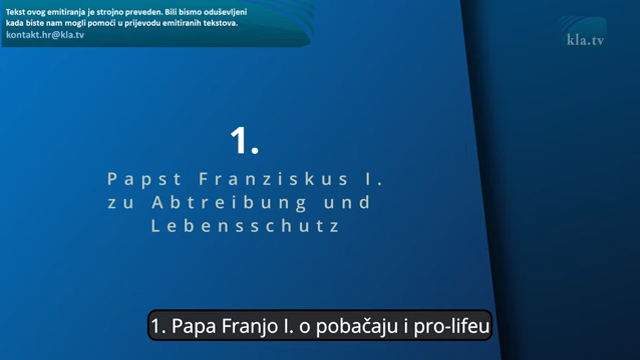 Tekst ovog emitiranja je strojno preveden. Bili bismo oduševljeni
kada biste nam mogli pomoći u prijevodu emitiranih tekstova.
kontakt.hr@kla.tv
kla.tv
1.
Papst Franziskus I.
zu Abtreibung und
Lebensschutz
1. Papa Franjo I. o pobačaju i pro-lifeu